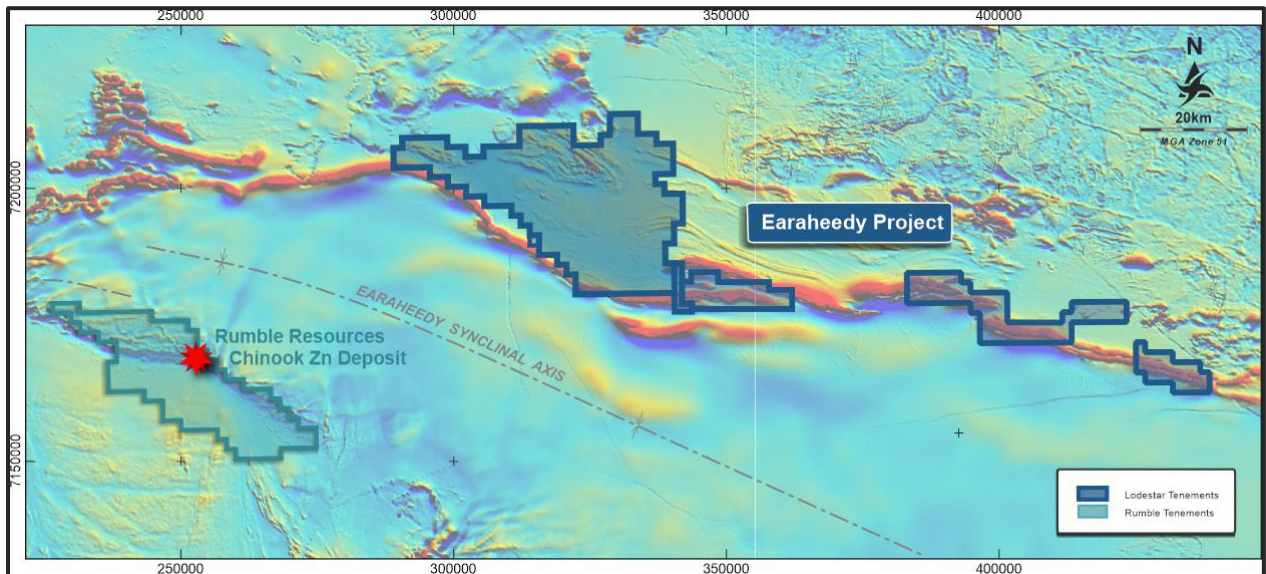 250000
300000
350000
400000
N
20km
MGA Zone 51
7200000
Earaheedy Project
EARAHEEDY SYNCLINAL AXIS
Rumble Resources
Chinook Zn Deposit
7150000
Lodestar Tenements
Rumble Tenements
250000
300000
350000
400000